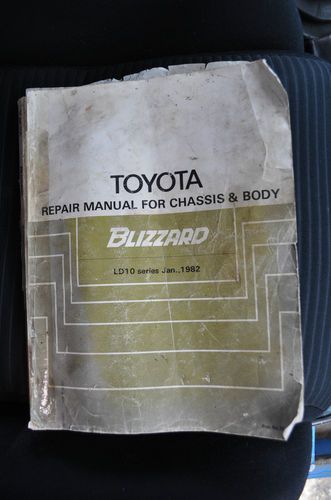 TOYOTA
REPAIR MANUAL FOR CHASSIS & BODY
BLIZZARD
LD10 series Jan.,1982